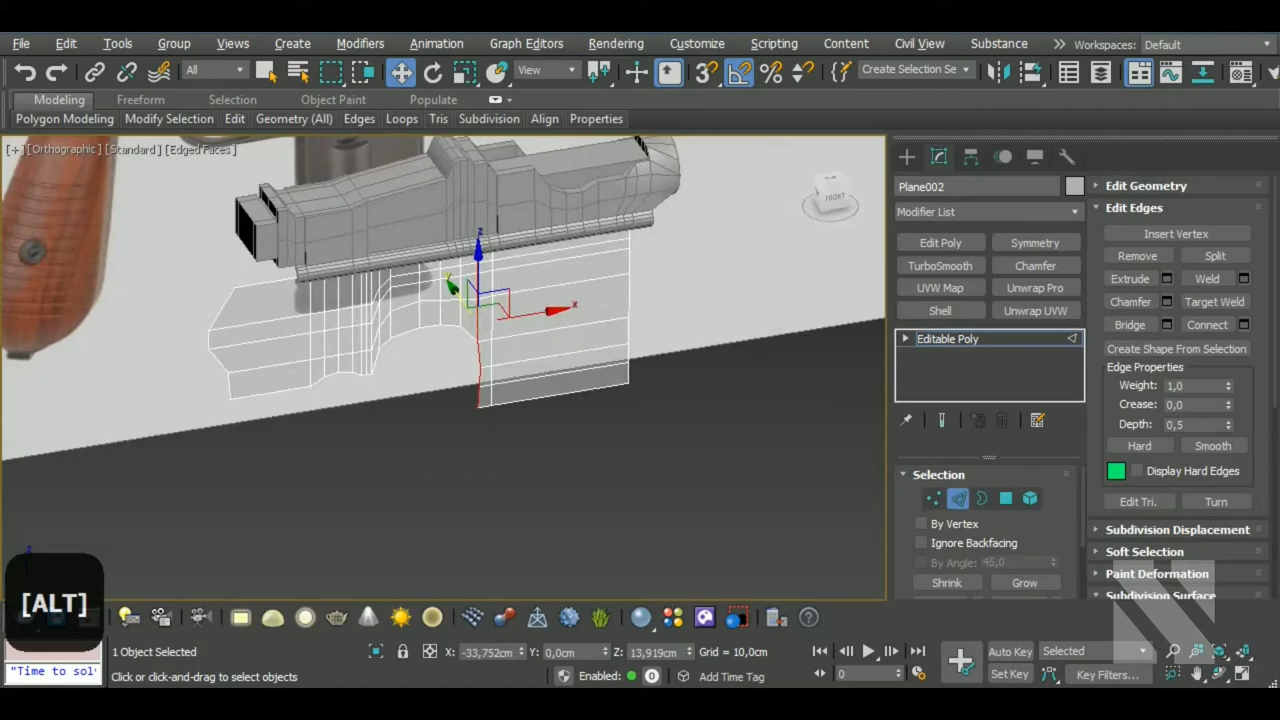 File Edit Tools Group Views Create Modifiers Animation Graph Editors Rendering Customize Scripting Content Civil View Substance Workspaces: Default
All View Create Selection Se
Modeling Freeform Selection Object Paint Populate
Polygon Modeling Modify Selection Edit Geometry (All) Edges Loops Tris Subdivision Align Properties
[+] [Orthographic] [Standard] [Edged Faces]
FRONT
z
x
y
z
[ALT]
Plane002
Modifier List
Edit Poly Symmetry
TurboSmooth Chamfer
UVW Map Unwrap Pro
Shell Unwrap UVW
Editable Poly
Selection
By Vertex
Ignore Backfacing
By Angle: 45,0
Shrink Grow
Edit Geometry
Edit Edges
Insert Vertex
Remove Split
Extrude Weld
Chamfer Target Weld
Bridge Connect
Create Shape From Selection
Edge Properties
Weight: 1,0
Crease: 0,0
Depth: 0,5
Hard Smooth
Display Hard Edges
Edit Tri. Turn
Subdivision Displacement
Soft Selection
Paint Deformation
Subdivision Surface
1 Object Selected X: -33,752cm Y: 0,0cm Z: 13,919cm Grid = 10,0cm Auto Key Selected
"Time to sol Click or click-and-drag to select objects Enabled: 0 Add Time Tag 0 Set Key Key Filters...